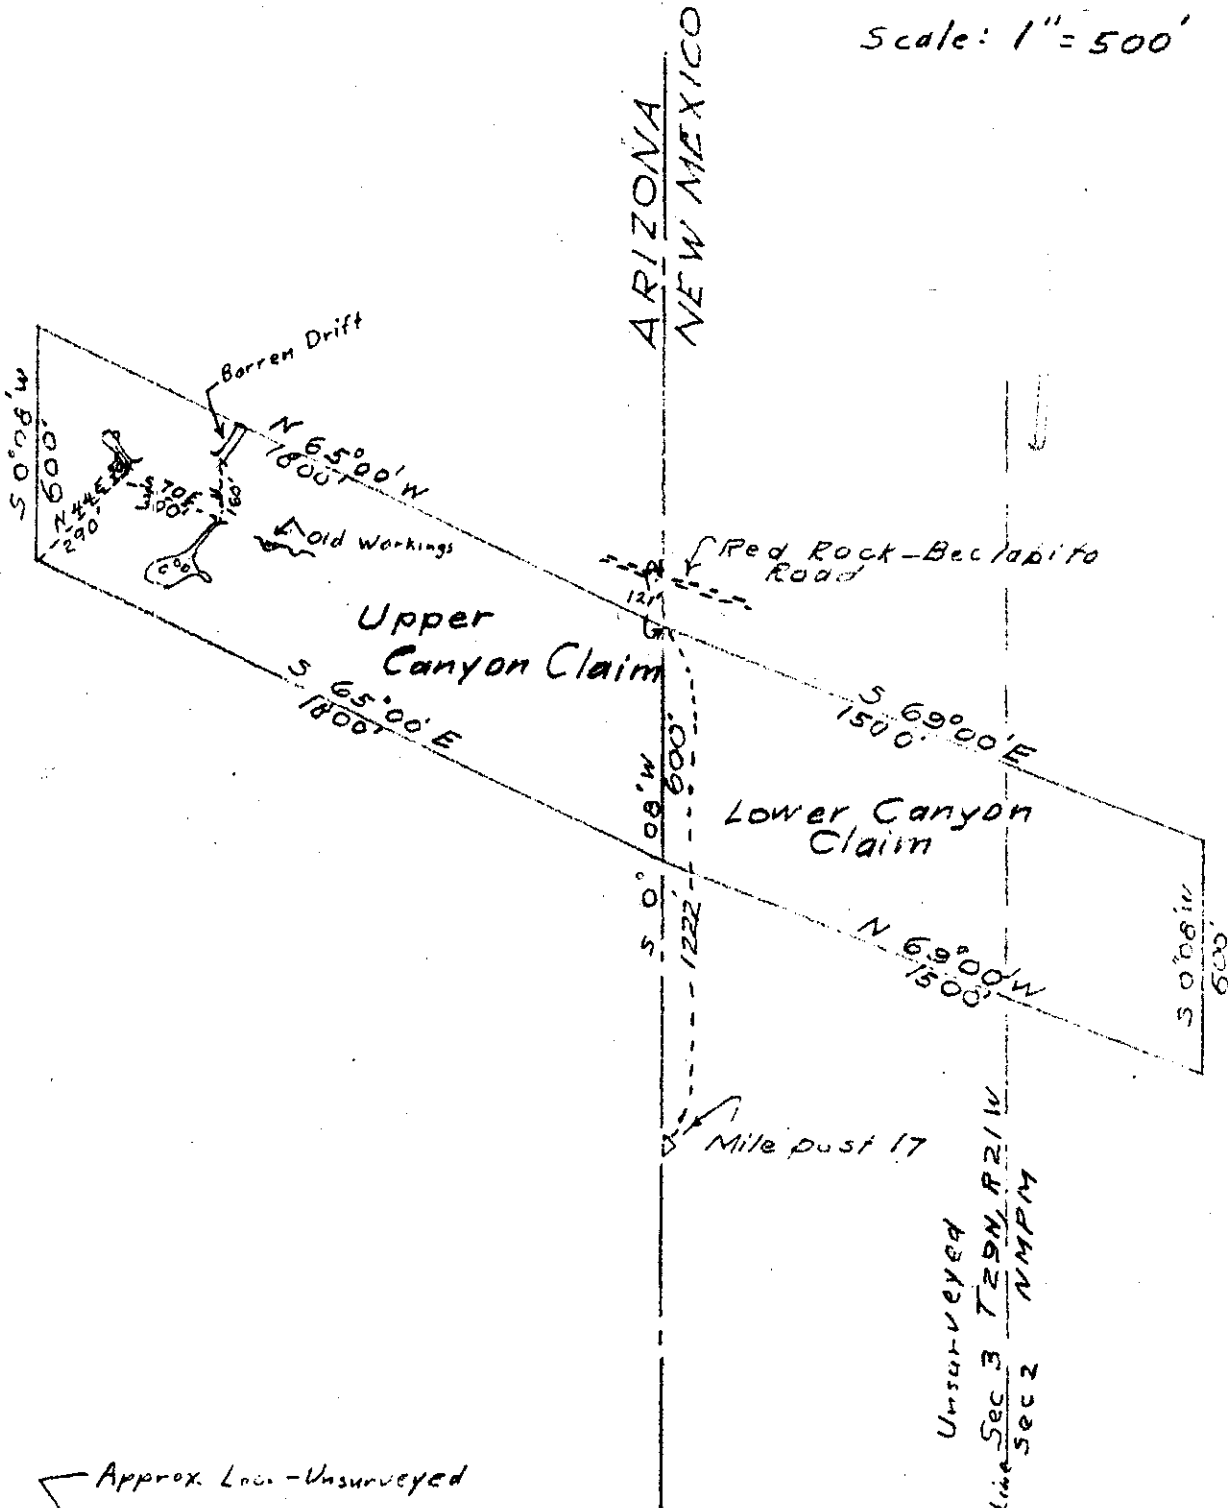 Scale: 1" = 500'
ARIZONA
NEW MEXICO
Barren Drift
S 0°08' W
600'
N 65°00' W
1800'
N 44 E
290'
S 70 E
160'
Old Workings
Red Rock - Beclabito
Road
121'
Upper
Canyon Claim
S 65°00' E
1800'
S 69°00' E
1500'
S 0° 08' W
600'
1222'
Lower Canyon
Claim
N 69°00' W
1500'
S 0°08' W
600'
Mile post 17
Unsurveyed
line Sec 3 T29N, R21W
Sec 2 NMPM
Approx. - Unsurveyed